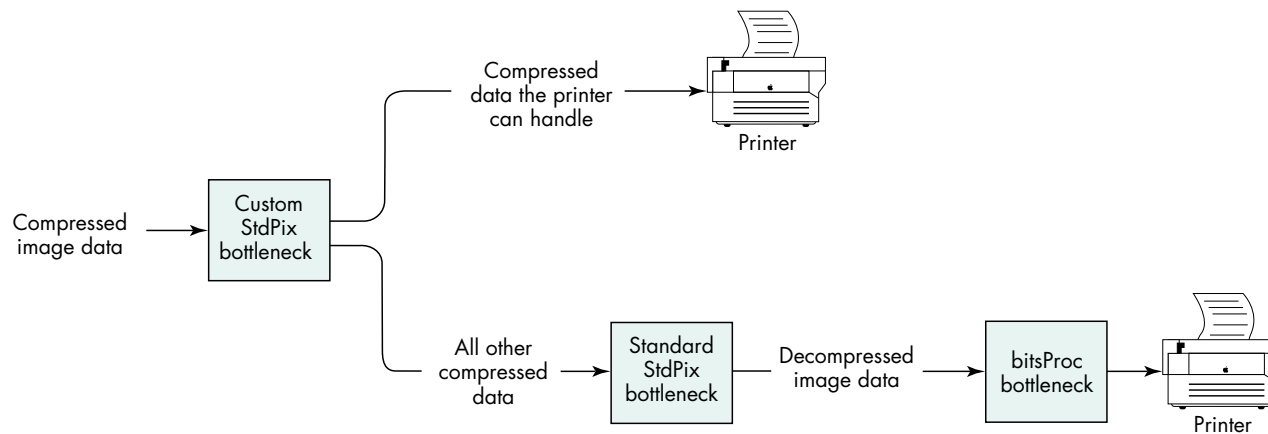 Compressed
data the printer
can handle
Printer
Compressed
image data
Custom
StdPix
bottleneck
All other
compressed
data
Standard
StdPix
bottleneck
Decompressed
image data
bitsProc
bottleneck
Printer